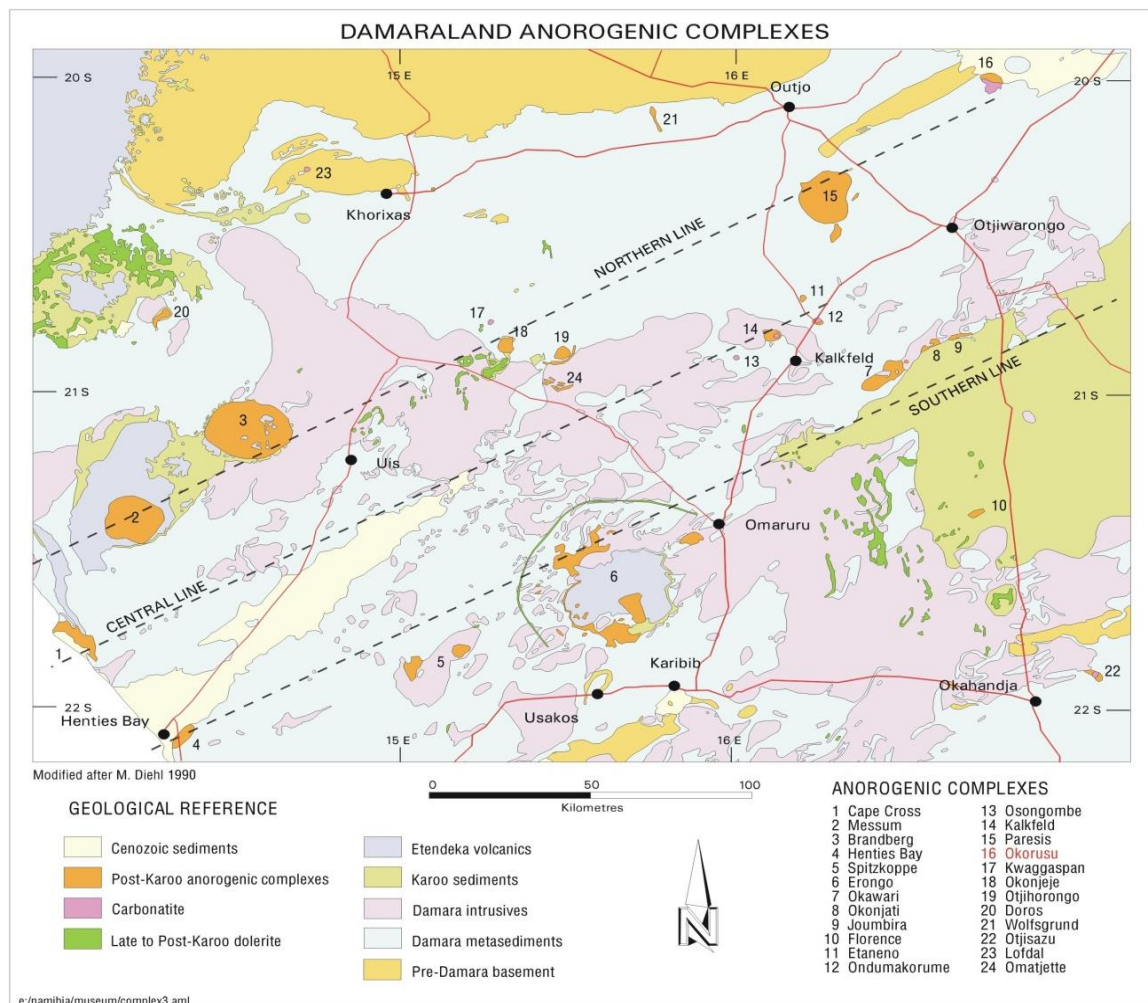 DAMARALAND ANOROGENIC COMPLEXES
20 S
15 E
16 E
16
20 S
Outjo
21
23
Khorixas
15
NORTHERN LINE
Otjiwarongo
20
17
18
19
24
11
12
14
13
Kalkfeld
7
8
9
21 S
SOUTHERN LINE
21 S
3
Uis
2
Omaruru
10
CENTRAL LINE
6
1
5
Karibib
22
Usakos
Okahandja
Henties Bay
22 S
4
15 E
16 E
22 S
Modified after M. Diehl 1990
0 50 100
Kilometres
N
GEOLOGICAL REFERENCE
Cenozoic sediments
Post-Karoo anorogenic complexes
Carbonatite
Late to Post-Karoo dolerite
Etendeka volcanics
Karoo sediments
Damara intrusives
Damara metasediments
Pre-Damara basement
ANOROGENIC COMPLEXES
1 Cape Cross
2 Messum
3 Brandberg
4 Henties Bay
5 Spitzkoppe
6 Erongo
7 Okawari
8 Okonjati
9 Joumbira
10 Florence
11 Etaneno
12 Ondumakorume
13 Osongombe
14 Kalkfeld
15 Paresis
16 Okorusu
17 Kwaggaspan
18 Okonjeje
19 Otjihorongo
20 Doros
21 Wolfsgrund
22 Otjisazu
23 Lofdal
24 Omatjette
e:/namibia/museum/complex3.aml